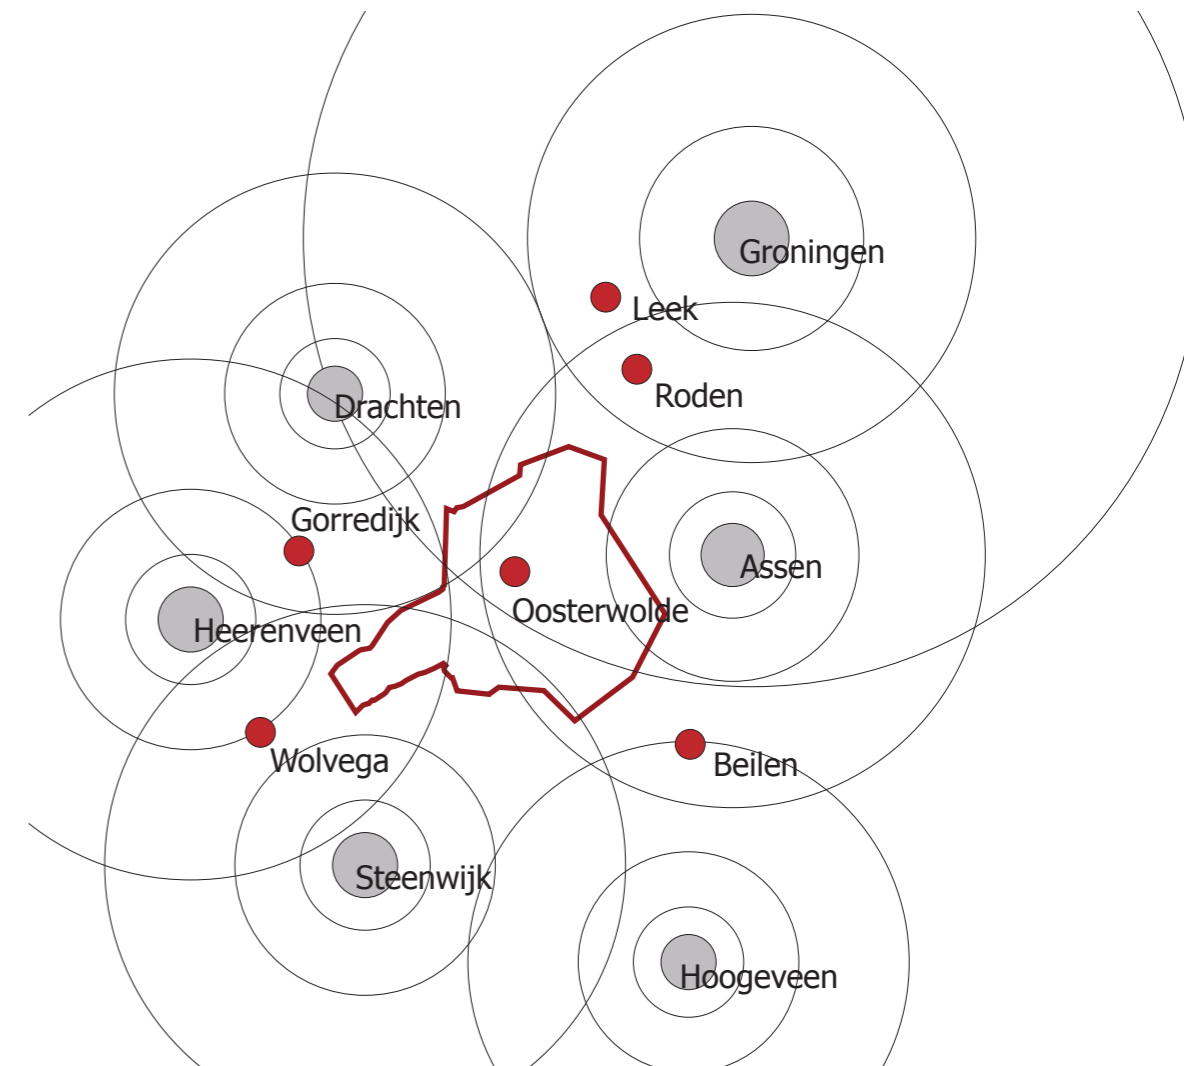 Groningen
Leek
Roden
Drachten
Gorredijk
Assen
Oosterwolde
Heerenveen
Wolvega
Beilen
Steenwijk
Hoogeveen